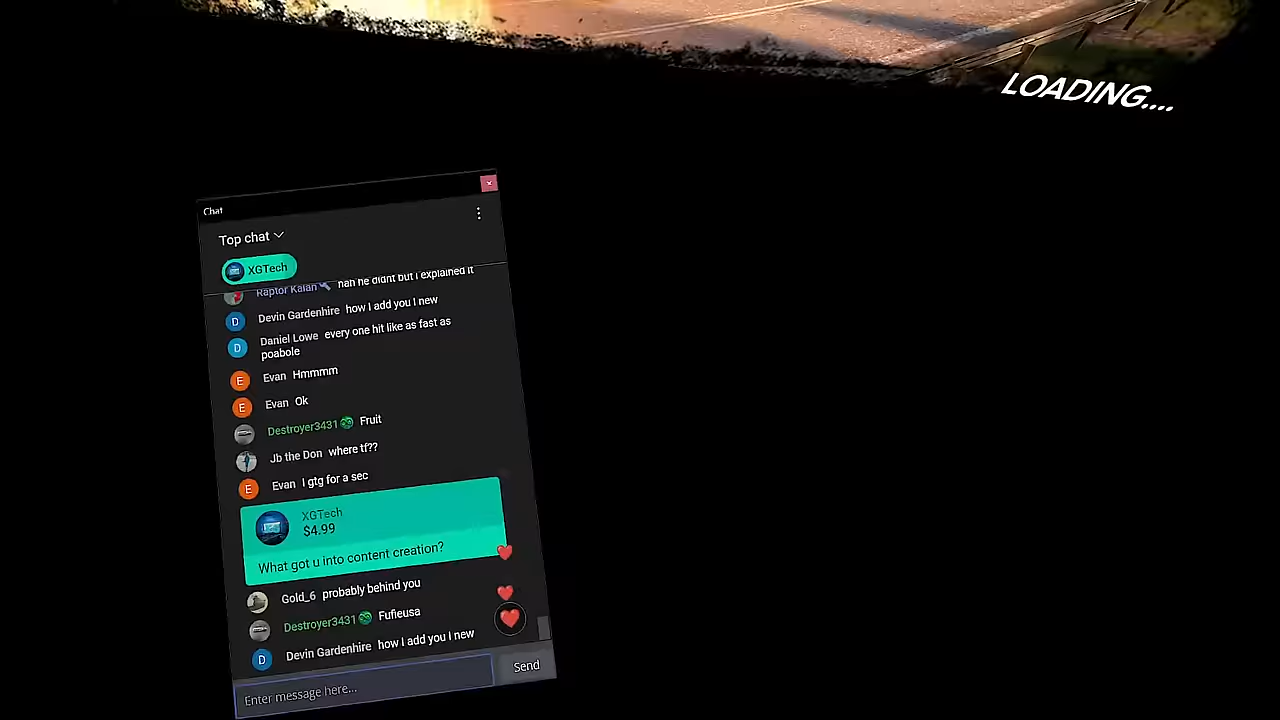 LOADING....
Chat
Top chat
XGTech
Raptor Kalan nah he didnt but i explained it
Devin Gardenhire how I add you I new
D
Daniel Lowe every one hit like as fast as
D
poabole
Evan Hmmmm
E
Evan Ok
E
Destroyer3431 Fruit
Jb the Don where tf??
Evan I gtg for a sec
E
XGTech
$4.99
What got u into content creation?
Gold_6 probably behind you
Destroyer3431 Fufieusa
Devin Gardenhire how I add you I new
D
Enter message here...
Send